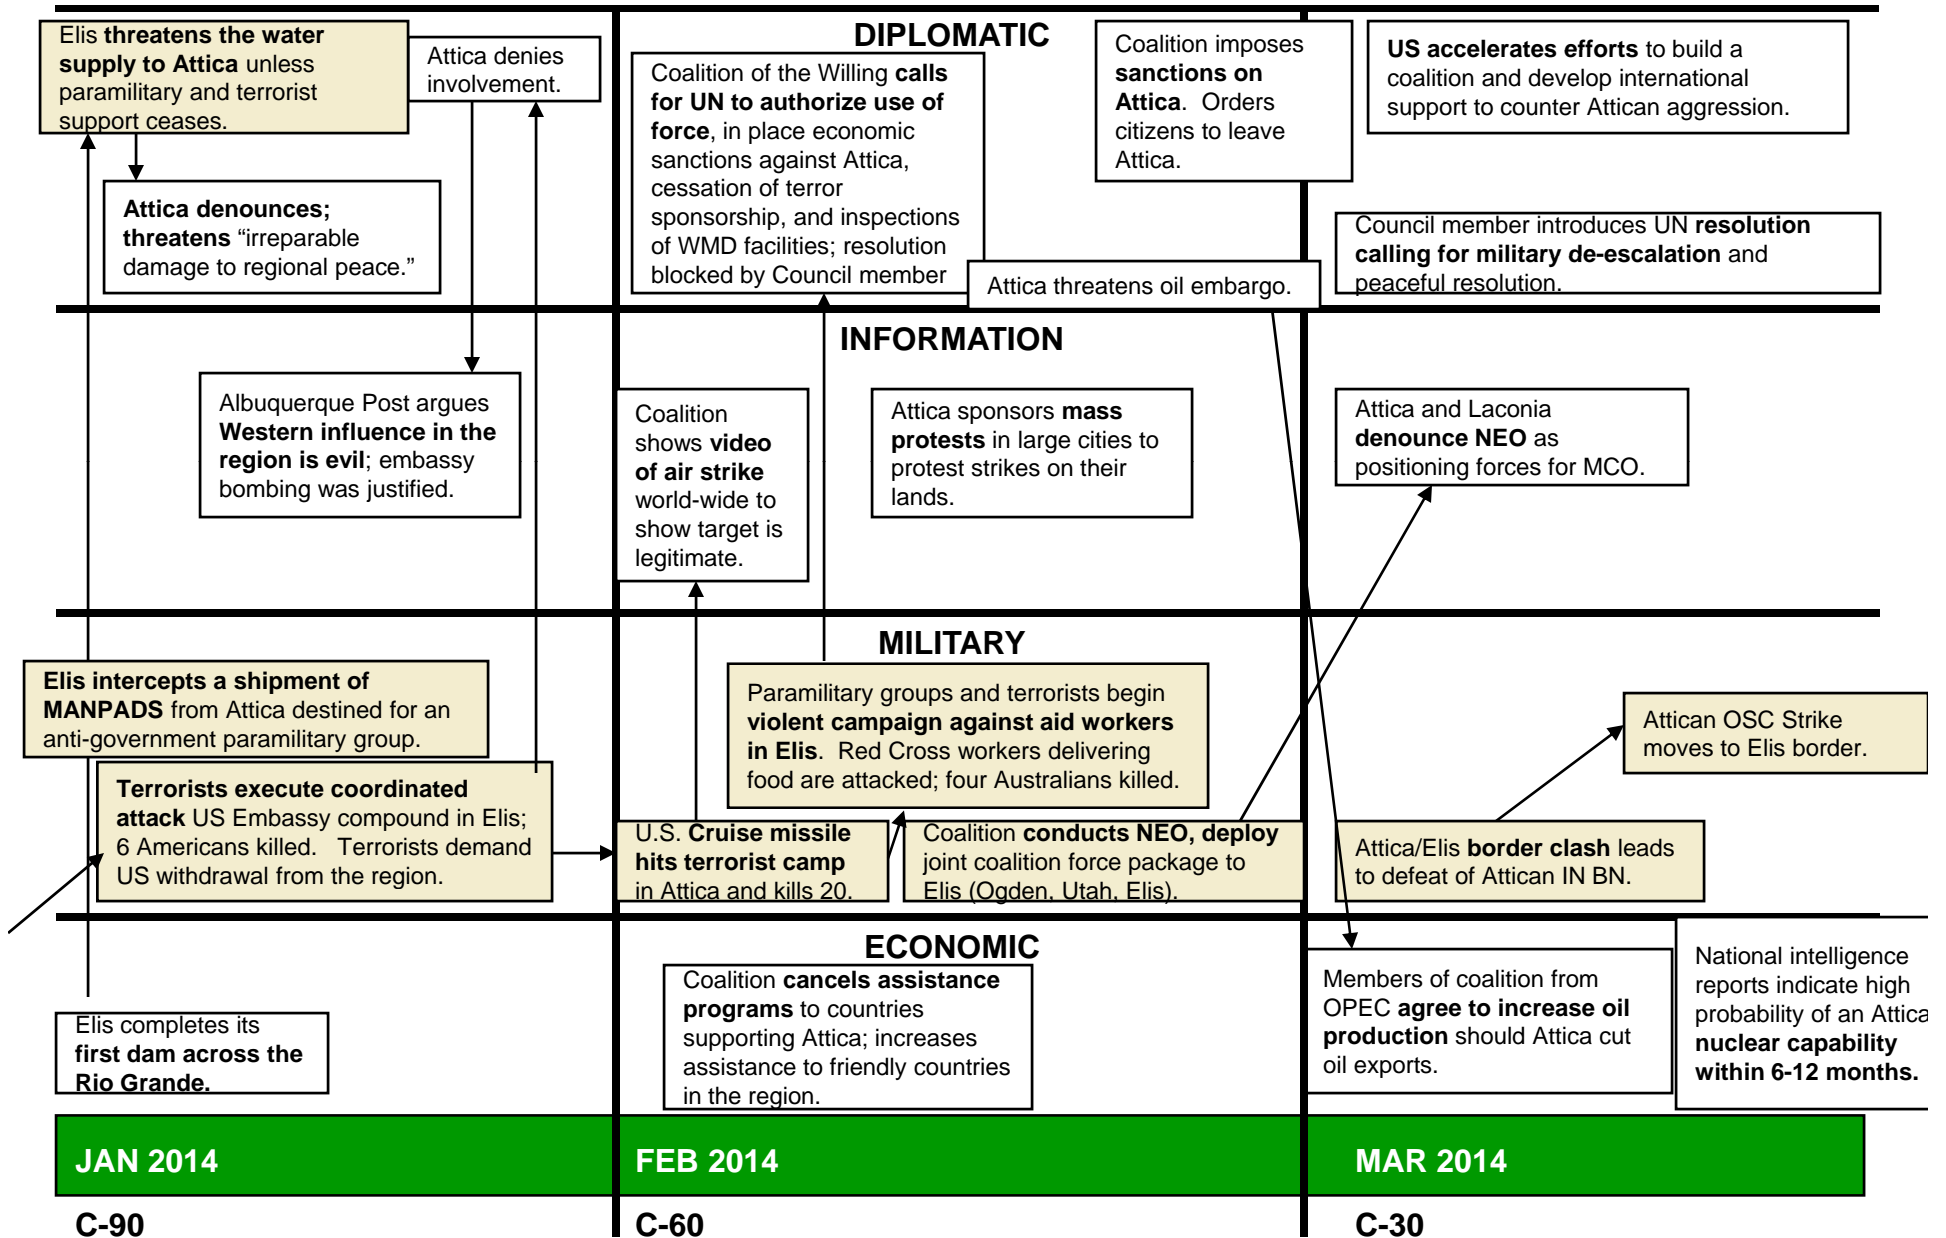 DIPLOMATIC
Elis threatens the water
supply to Attica unless
paramilitary and terrorist
support ceases.
Attica denies
involvement.
Attica denounces;
threatens “irreparable
damage to regional peace.”
Coalition of the Willing calls
for UN to authorize use of
force, in place economic
sanctions against Attica,
cessation of terror
sponsorship, and inspections
of WMD facilities; resolution
blocked by Council member
Coalition imposes
sanctions on
Attica. Orders
citizens to leave
Attica.
Attica threatens oil embargo.
US accelerates efforts to build a
coalition and develop international
support to counter Attican aggression.
Council member introduces UN resolution
calling for military de-escalation and
peaceful resolution.
INFORMATION
Albuquerque Post argues
Western influence in the
region is evil; embassy
bombing was justified.
Coalition
shows video
of air strike
world-wide to
show target is
legitimate.
Attica sponsors mass
protests in large cities to
protest strikes on their
lands.
Attica and Laconia
denounce NEO as
positioning forces for MCO.
MILITARY
Elis intercepts a shipment of
MANPADS from Attica destined for an
anti-government paramilitary group.
Terrorists execute coordinated
attack US Embassy compound in Elis;
6 Americans killed. Terrorists demand
US withdrawal from the region.
Paramilitary groups and terrorists begin
violent campaign against aid workers
in Elis. Red Cross workers delivering
food are attacked; four Australians killed.
U.S. Cruise missile
hits terrorist camp
in Attica and kills 20.
Coalition conducts NEO, deploy
joint coalition force package to
Elis (Ogden, Utah, Elis).
Attican OSC Strike
moves to Elis border.
Attica/Elis border clash leads
to defeat of Attican IN BN.
ECONOMIC
Elis completes its
first dam across the
Rio Grande.
Coalition cancels assistance
programs to countries
supporting Attica; increases
assistance to friendly countries
in the region.
Members of coalition from
OPEC agree to increase oil
production should Attica cut
oil exports.
National intelligence
reports indicate high
probability of an Attica
nuclear capability
within 6-12 months.
JAN 2014
FEB 2014
MAR 2014
C-90
C-60
C-30